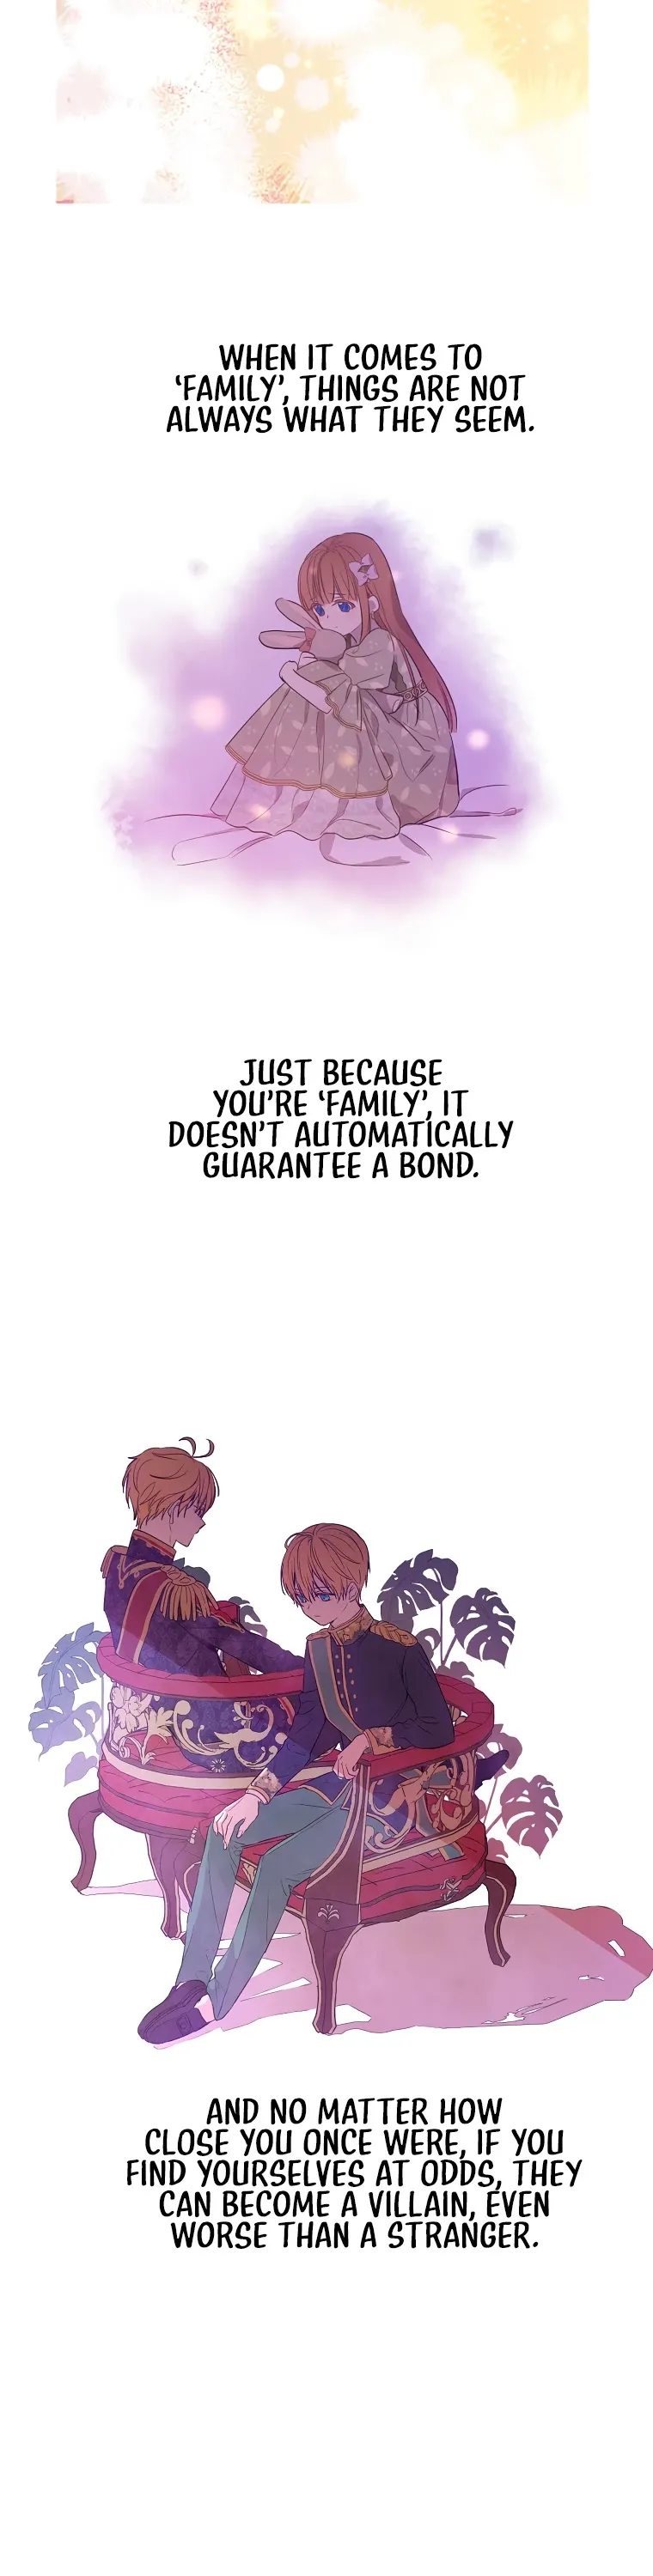 WHEN IT COMES TO
'FAMILY', THINGS ARE NOT
ALWAYS WHAT THEY SEEM.
JUST BECAUSE
YOU'RE 'FAMILY', IT
DOESN'T AUTOMATICALLY
GUARANTEE A BOND.
AND NO MATTER HOW
CLOSE YOU ONCE WERE, IF YOU
FIND YOURSELVES AT ODDS, THEY
CAN BECOME A VILLAIN, EVEN
WORSE THAN A STRANGER.